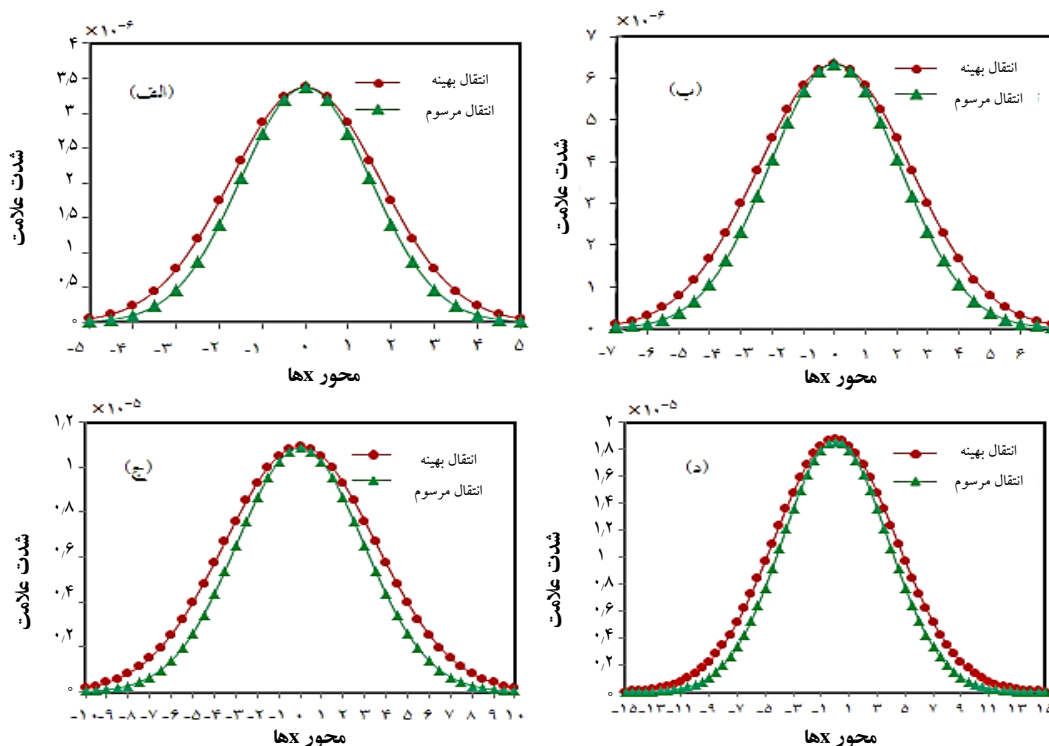 ×۱۰⁻۶
۴
۳٫۵
۳
۲٫۵
۲
۱٫۵
۱
۰٫۵
۰
(الف)
انتقال بهینه
انتقال مرسوم
شدت علامت
-۵ -۴ -۳ -۲ -۱ ۰ ۱ ۲ ۳ ۴ ۵
محور xها
×۱۰⁻۶
۷
۶
۵
۴
۳
۲
۱
۰
(ب)
انتقال بهینه
انتقال مرسوم
شدت علامت
-۷ -۶ -۵ -۴ -۳ -۲ -۱ ۰ ۱ ۲ ۳ ۴ ۵ ۶
محور xها
×۱۰⁻۵
۱٫۲
۱
۰٫۸
۰٫۶
۰٫۴
۰٫۲
۰
(ج)
انتقال بهینه
انتقال مرسوم
شدت علامت
-۱۰ -۹ -۸ -۷ -۶ -۵ -۴ -۳ -۲ -۱ ۰ ۱ ۲ ۳ ۴ ۵ ۶ ۷ ۸ ۹ ۱۰
محور xها
×۱۰⁻۵
۲
۱٫۸
۱٫۶
۱٫۴
۱٫۲
۱
۰٫۸
۰٫۶
۰٫۴
۰٫۲
۰
(د)
انتقال بهینه
انتقال مرسوم
شدت علامت
-۱۵ -۱۳ -۱۱ -۹ -۷ -۵ -۳ -۱ ۱ ۳ ۵ ۷ ۹ ۱۱ ۱۳ ۱۵
محور xها